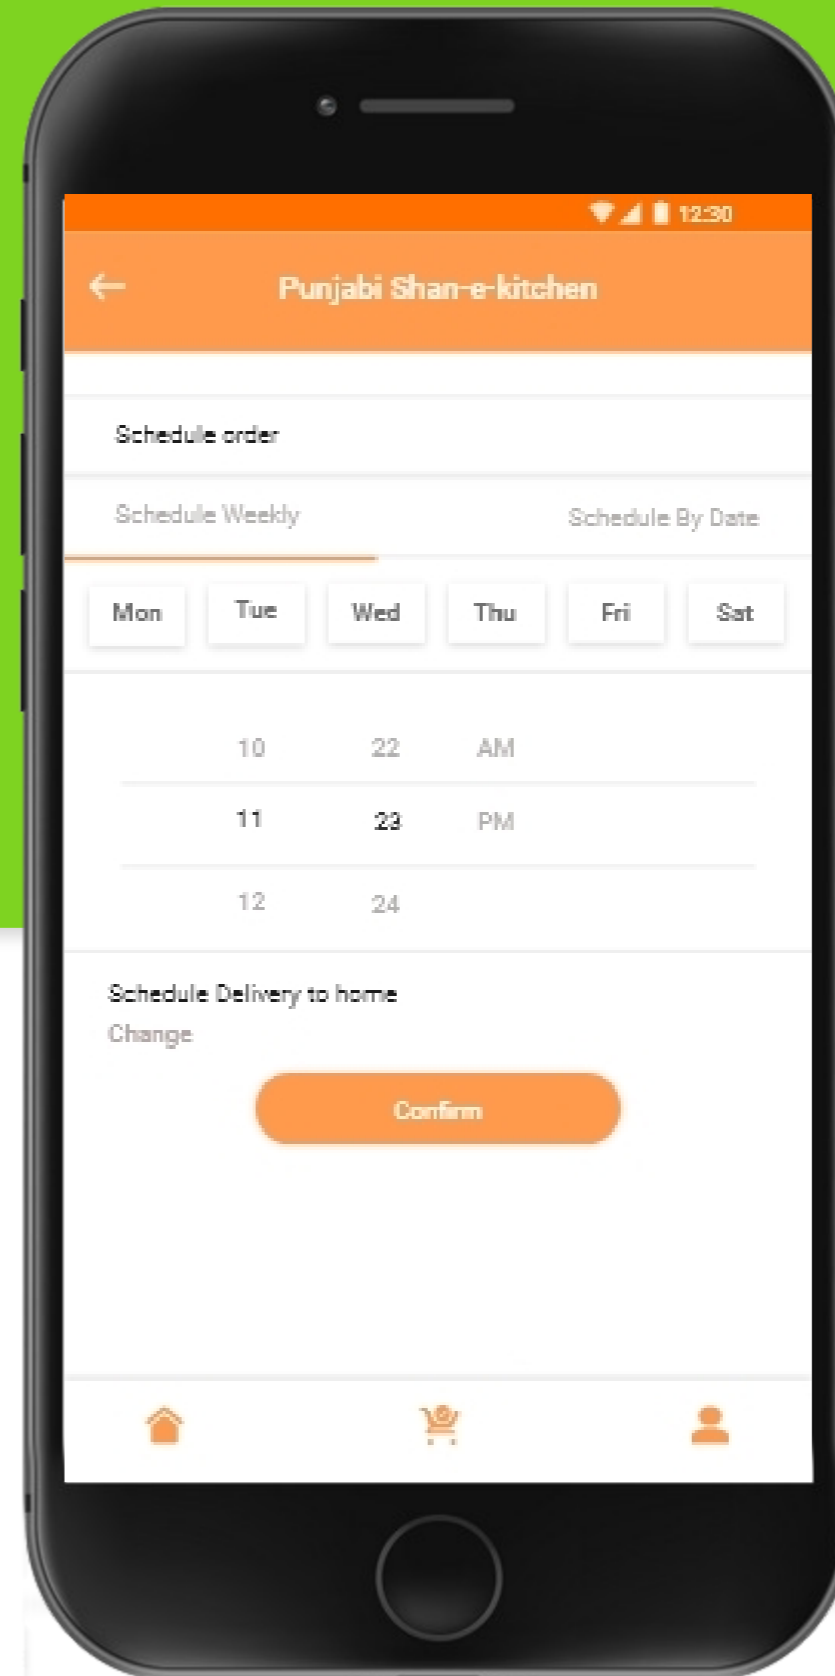 12:30
Punjabi Shan-e-kitchen
Schedule order
Schedule Weekly Schedule By Date
Mon Tue Wed Thu Fri Sat
10 22 AM
11 23 PM
12 24
Schedule Delivery to home
Change
Confirm